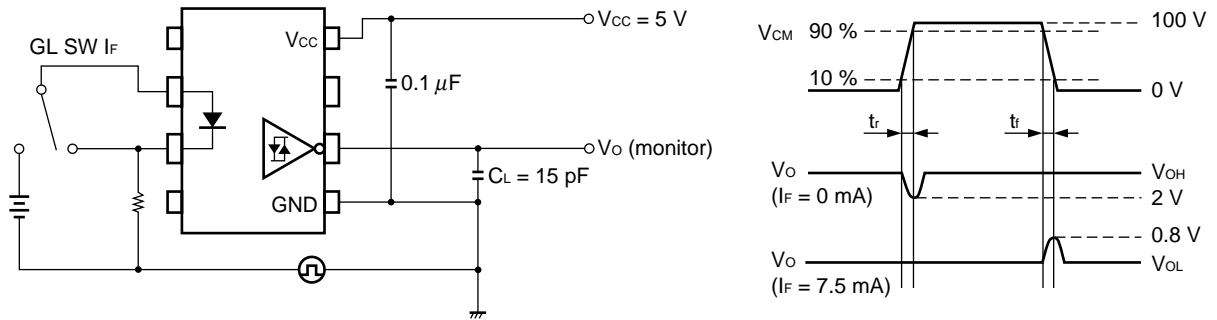 VCC = 5 V
VCC
GL SW IF
0.1 μF
VO (monitor)
CL = 15 pF
GND
VCM 90 %
10 %
100 V
0 V
tr
tf
VO
(IF = 0 mA)
VOH
2 V
0.8 V
VO
(IF = 7.5 mA)
VOL